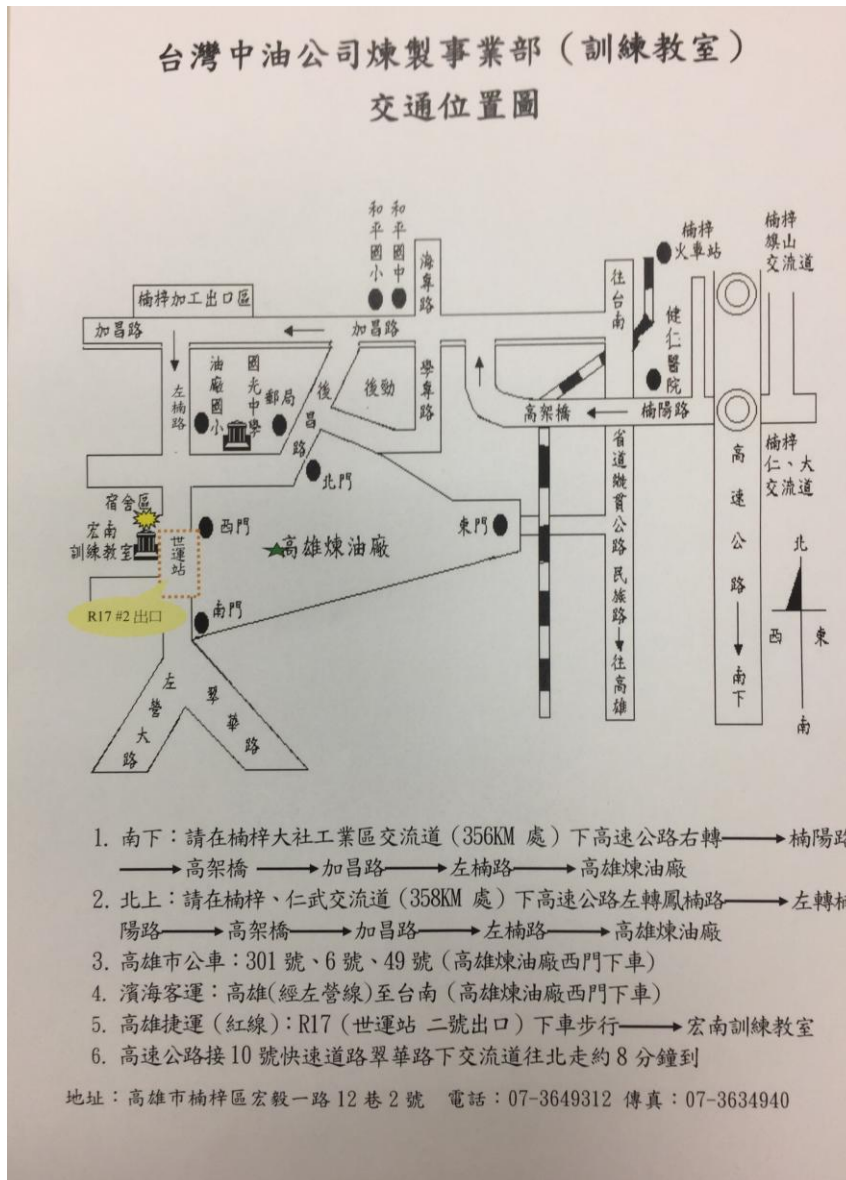 台灣中油公司煉製事業部（訓練教室）
交通位置圖
和平國小
和平國中
海專路
往台南
楠梓
火車站
楠梓
旗山
交流道
楠梓加工出口區
加昌路
加昌路
健仁醫院
左楠路
油廠國小
國光中學
郵局
後昌路
後勁
學專路
高架橋
楠陽路
北門
省道縱貫公路
民族路
往高雄
高速公路
南下
楠梓
仁、大
交流道
宿舍區
宏南
訓練教室
世運站
西門
高雄煉油廠
東門
北
西
東
南
R17 #2 出口
南門
左營大路
翠華路
1. 南下：請在楠梓大社工業區交流道（356KM 處）下高速公路右轉→楠陽路
→高架橋→加昌路→左楠路→高雄煉油廠
2. 北上：請在楠梓、仁武交流道（358KM 處）下高速公路左轉鳳楠路→左轉楠
陽路→高架橋→加昌路→左楠路→高雄煉油廠
3. 高雄市公車：301 號、6 號、49 號（高雄煉油廠西門下車）
4. 濱海客運：高雄(經左營線)至台南（高雄煉油廠西門下車）
5. 高雄捷運（紅線）：R17（世運站 二號出口）下車步行→宏南訓練教室
6. 高速公路接 10 號快速道路翠華路下交流道往北走約 8 分鐘到
地址：高雄市楠梓區宏毅一路 12 巷 2 號 電話：07-3649312 傳真：07-3634940